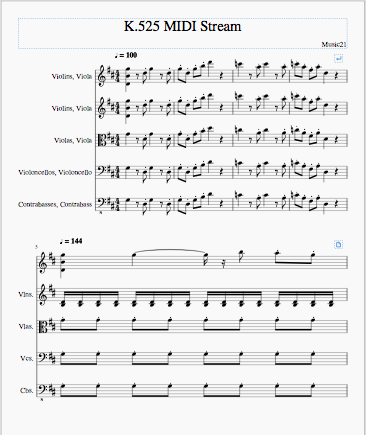 K.525 MIDI Stream
Music21
♩ = 100
Violins, Viola
Violins, Viola
Violas, Viola
Violoncellos, Violoncello
Contrabasses, Contrabass
5
♩ = 144
Vlns.
Vlas.
Vcs.
Cbs.